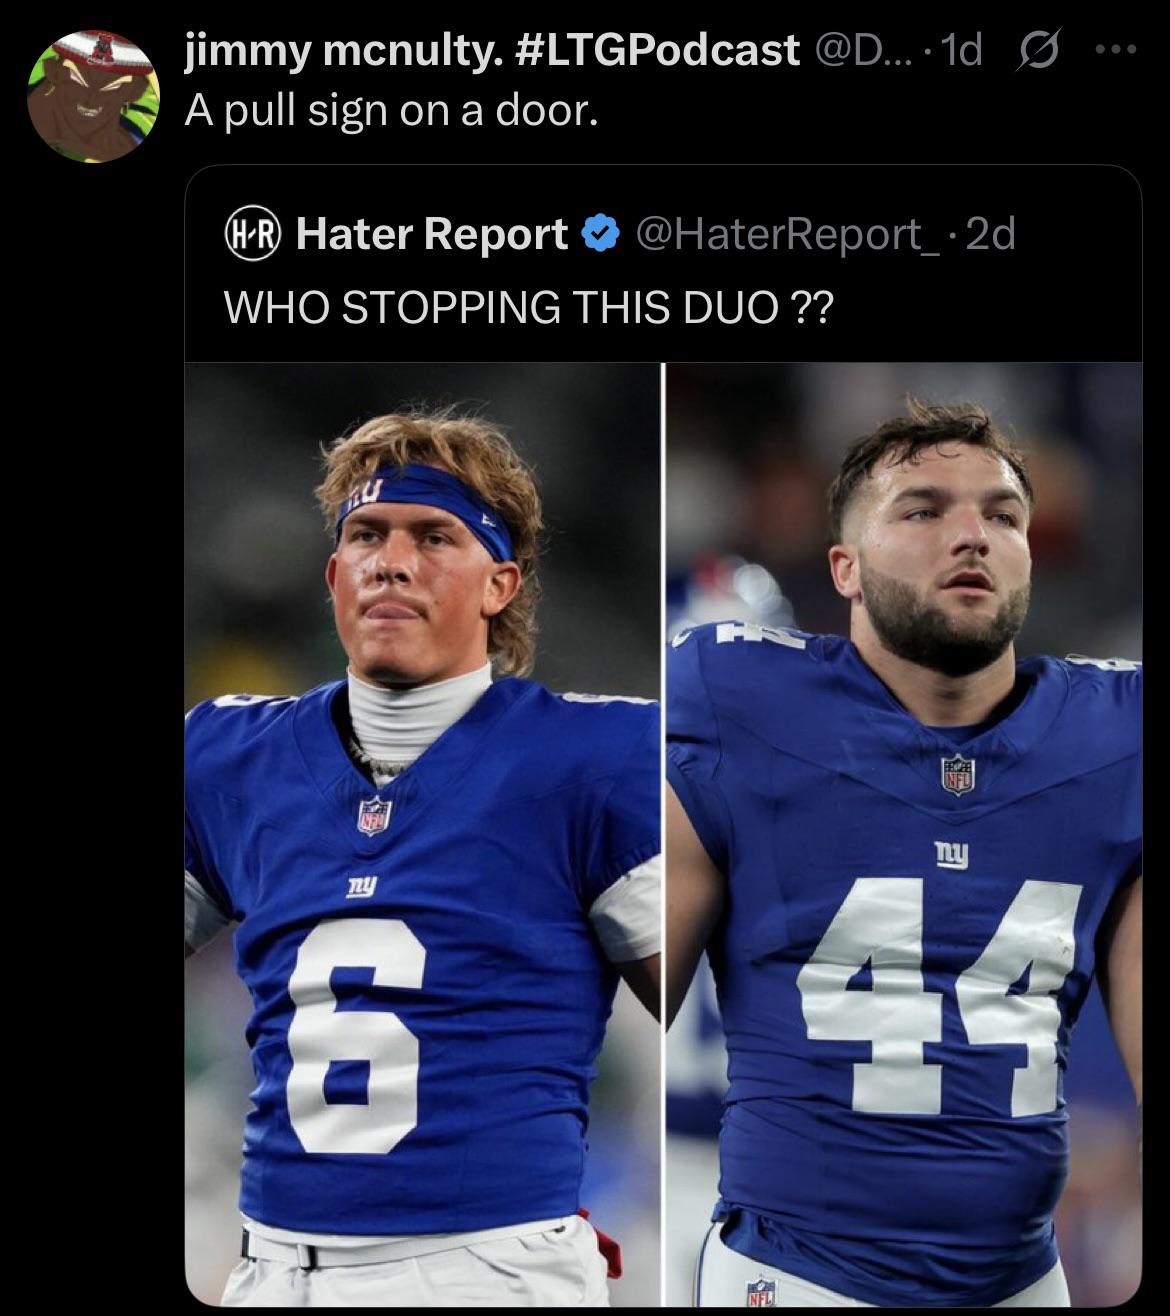 jimmy mcnulty. #LTGPodcast @D... · 1d
A pull sign on a door.
H-R Hater Report @HaterReport_ · 2d
WHO STOPPING THIS DUO ??
ny
NFL
NFL
ny
ny
6
44
NFL